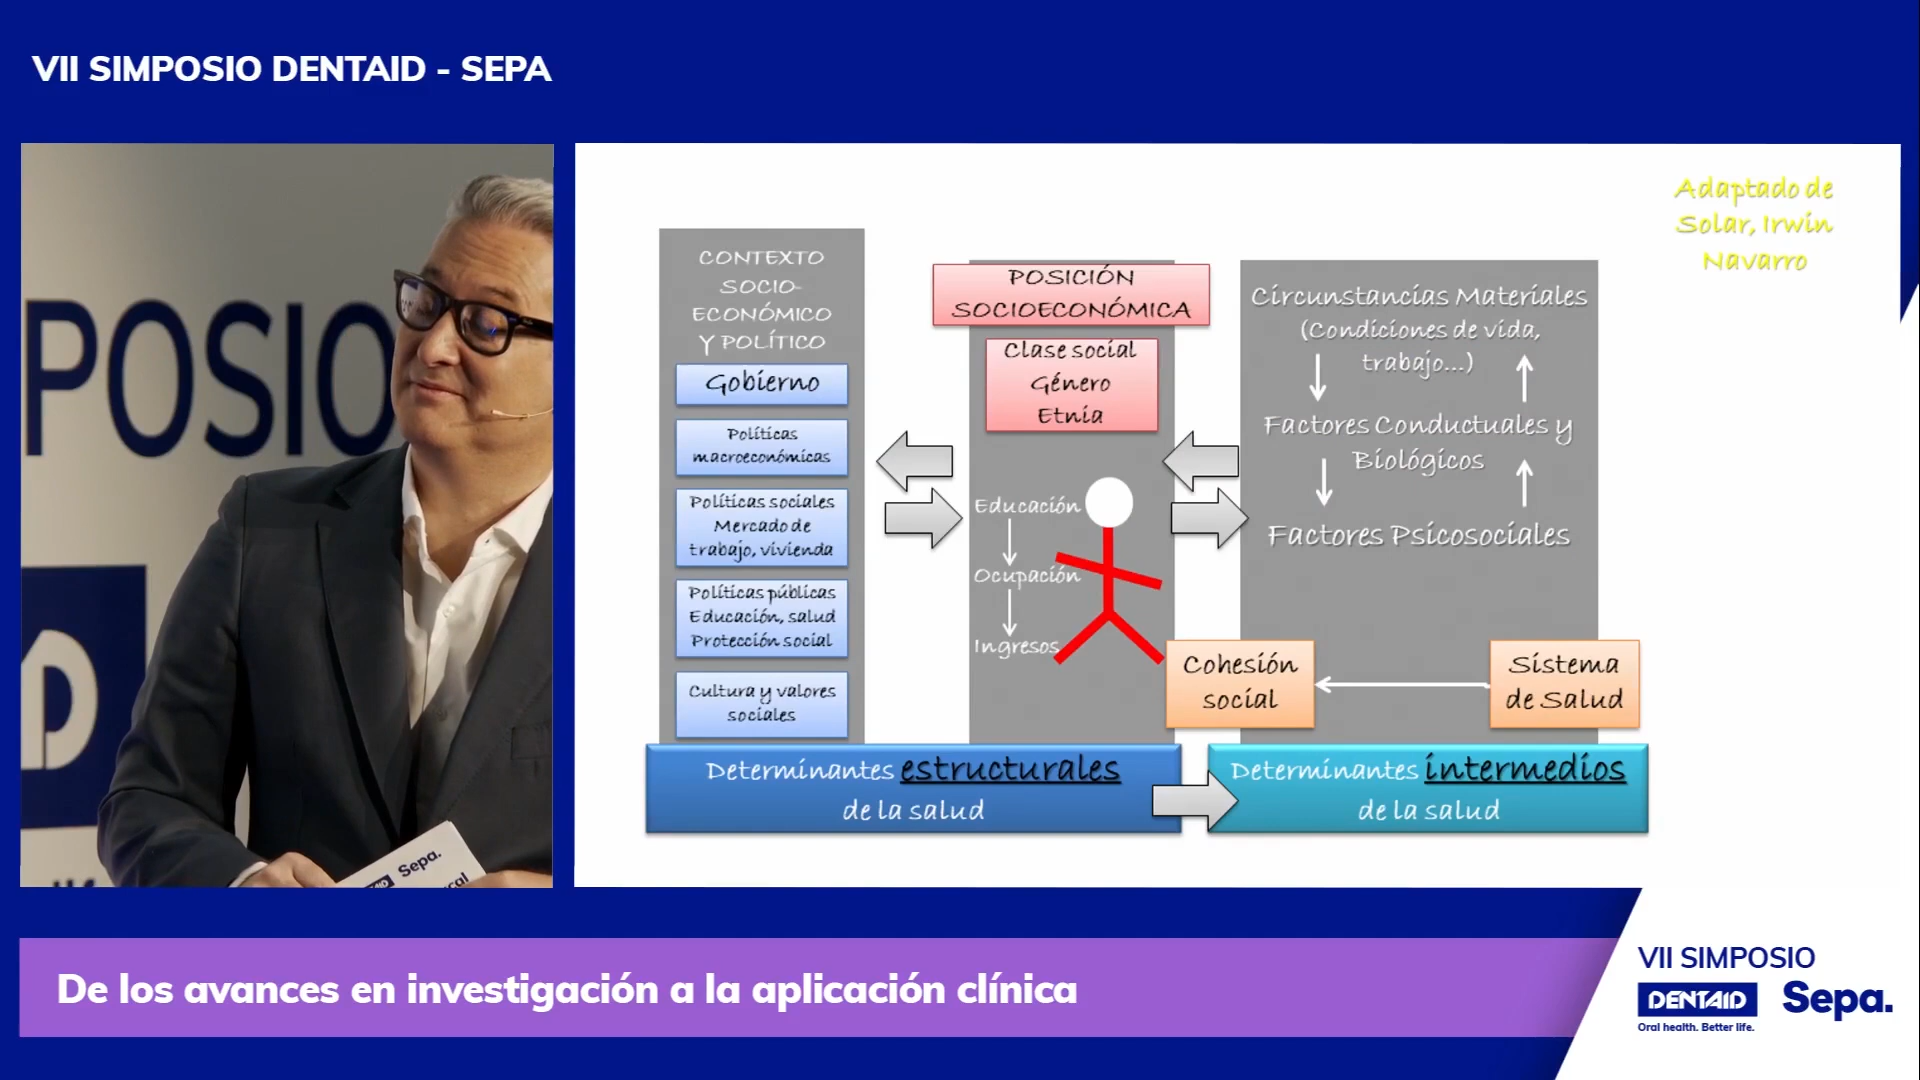 VII SIMPOSIO DENTAID - SEPA
POSIO
Sepa.
Adaptado de
Solar, Irwin
Navarro
CONTEXTO
SOCIO-
ECONÓMICO
Y POLÍTICO
Gobierno
Políticas
macroeconómicas
Políticas sociales
Mercado de
trabajo, vivienda
Políticas públicas
Educación, salud
Protección social
Cultura y valores
sociales
POSICIÓN
SOCIOECONÓMICA
Clase social
Género
Etnia
Educación
Ocupación
Ingresos
Circunstancias Materiales
(Condiciones de vida,
trabajo...)
Factores Conductuales y
Biológicos
Factores Psicosociales
Cohesión
social
Sistema
de Salud
Determinantes estructurales
de la salud
Determinantes intermedios
de la salud
De los avances en investigación a la aplicación clínica
VII SIMPOSIO
DENTAID Sepa.
Oral health. Better life.